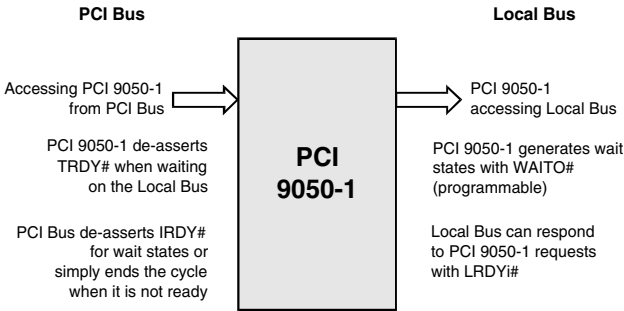 PCI Bus
Local Bus
Accessing PCI 9050-1
from PCI Bus
PCI 9050-1 de-asserts
TRDY# when waiting
on the Local Bus
PCI Bus de-asserts IRDY#
for wait states or
simply ends the cycle
when it is not ready
PCI
9050-1
PCI 9050-1
accessing Local Bus
PCI 9050-1 generates wait
states with WAITO#
(programmable)
Local Bus can respond
to PCI 9050-1 requests
with LRDYi#